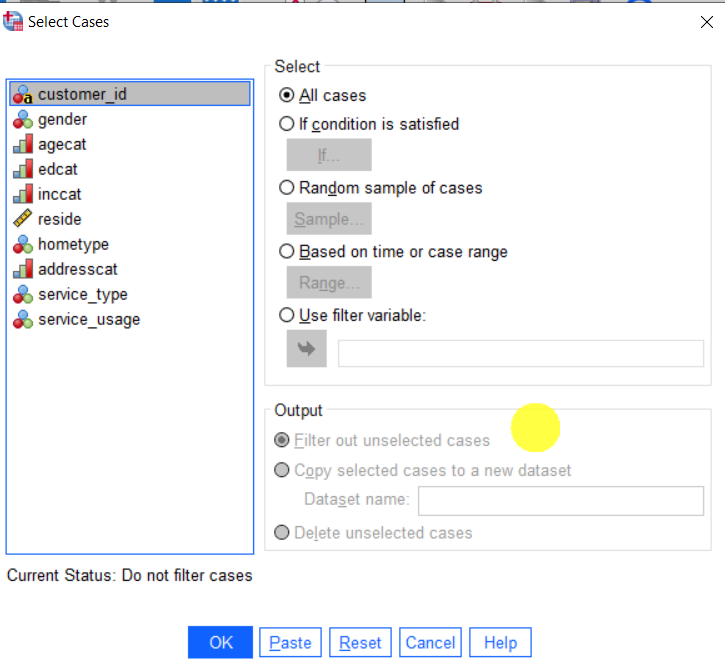 Select Cases
customer_id
gender
agecat
edcat
inccat
reside
hometype
addresscat
service_type
service_usage
Select
All cases
If condition is satisfied
If...
Random sample of cases
Sample...
Based on time or case range
Range...
Use filter variable:
Output
Filter out unselected cases
Copy selected cases to a new dataset
Dataset name:
Delete unselected cases
Current Status: Do not filter cases
OK Paste Reset Cancel Help